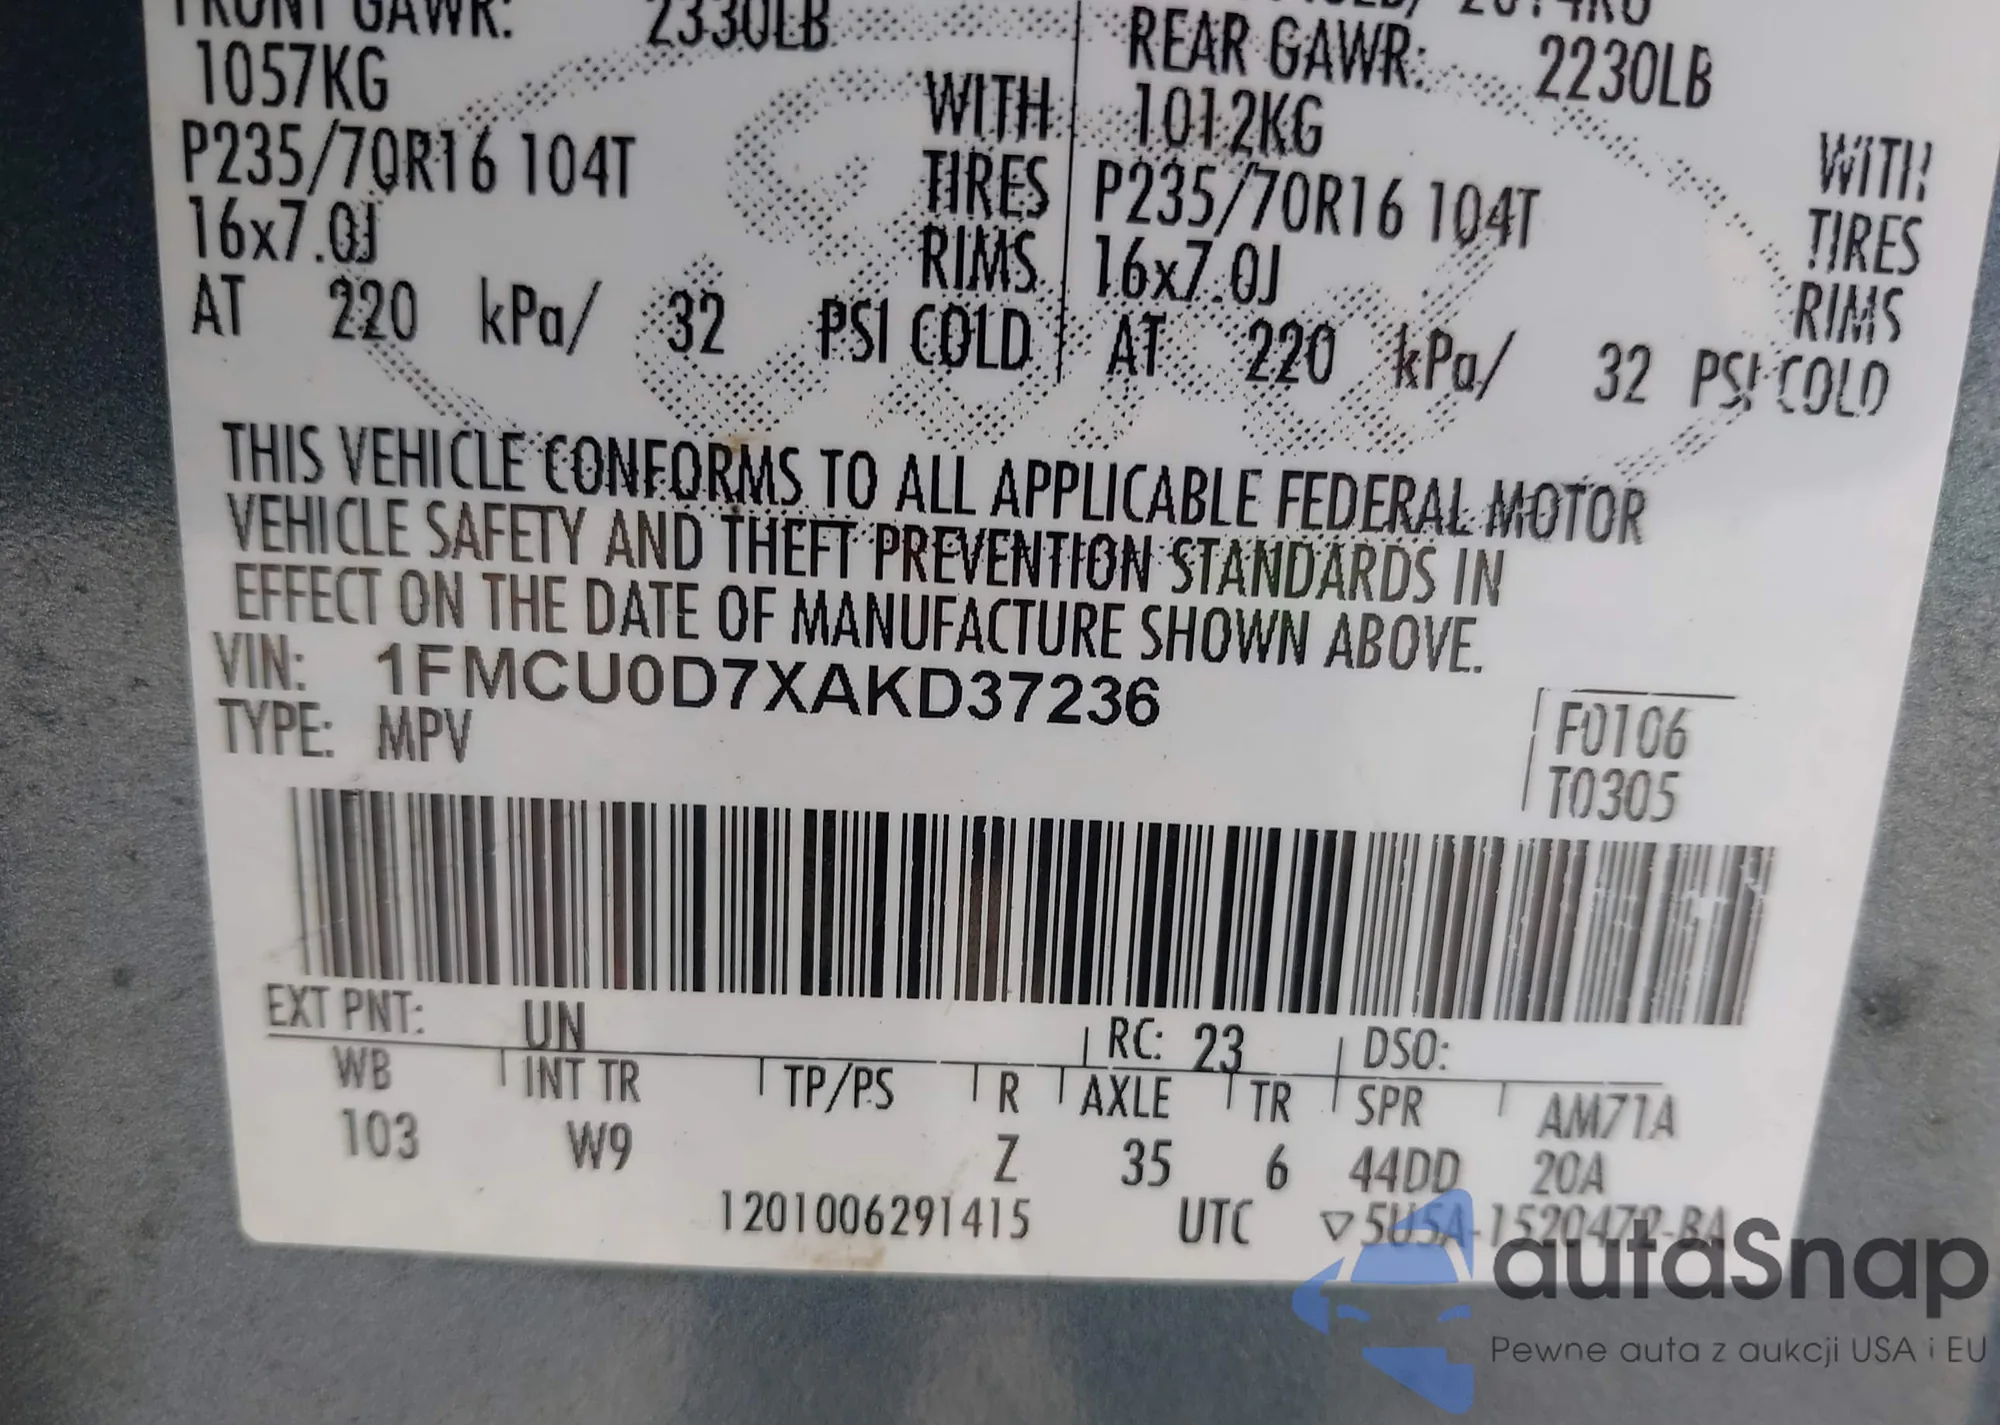 FRONT GAWR: 2330LB
1057KG WITH
P235/70R16 104T TIRES
16x7.0J RIMS
AT 220 kPa/ 32 PSI COLD
REAR GAWR: 2230LB
1012KG WITH
P235/70R16 104T TIRES
16x7.0J RIMS
AT 220 kPa/ 32 PSI COLD
THIS VEHICLE CONFORMS TO ALL APPLICABLE FEDERAL MOTOR
VEHICLE SAFETY AND THEFT PREVENTION STANDARDS IN
EFFECT ON THE DATE OF MANUFACTURE SHOWN ABOVE.
VIN: 1FMCU0D7XAKD37236
TYPE: MPV
F0106
T0305
EXT PNT: UN RC: 23 DSO:
WB INT TR TP/PS R AXLE TR SPR AM71A
103 W9 Z 35 6 44DD 20A
1201006291415 UTC ▽5U5A-1520472-BA
autoSnap
Pewne auta z aukcji USA i EU